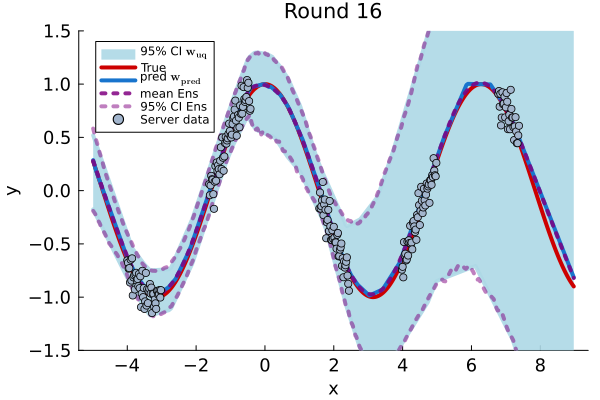 Round 16
95% CI w_uq
True
pred w_pred
mean Ens
95% CI Ens
Server data
1.5
1.0
0.5
0.0
−0.5
−1.0
−1.5
y
−4 −2 0 2 4 6 8
x